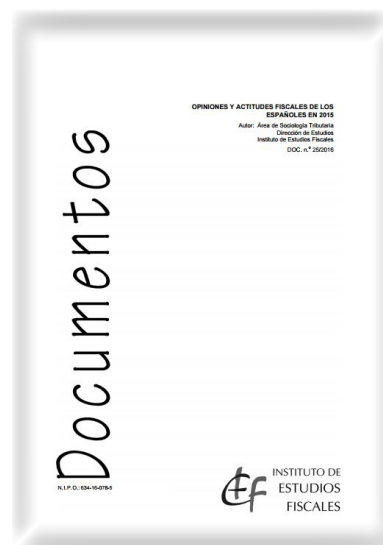 OPINIONES Y ACTITUDES FISCALES DE LOS
ESPAÑOLES EN 2015
Autor: Área de Sociología Tributaria
Dirección de Estudios
Instituto de Estudios Fiscales
DOC. n.º 25/2016
Documentos
N.I.P.O.: 634-16-078-5
INSTITUTO DE
ESTUDIOS
FISCALES